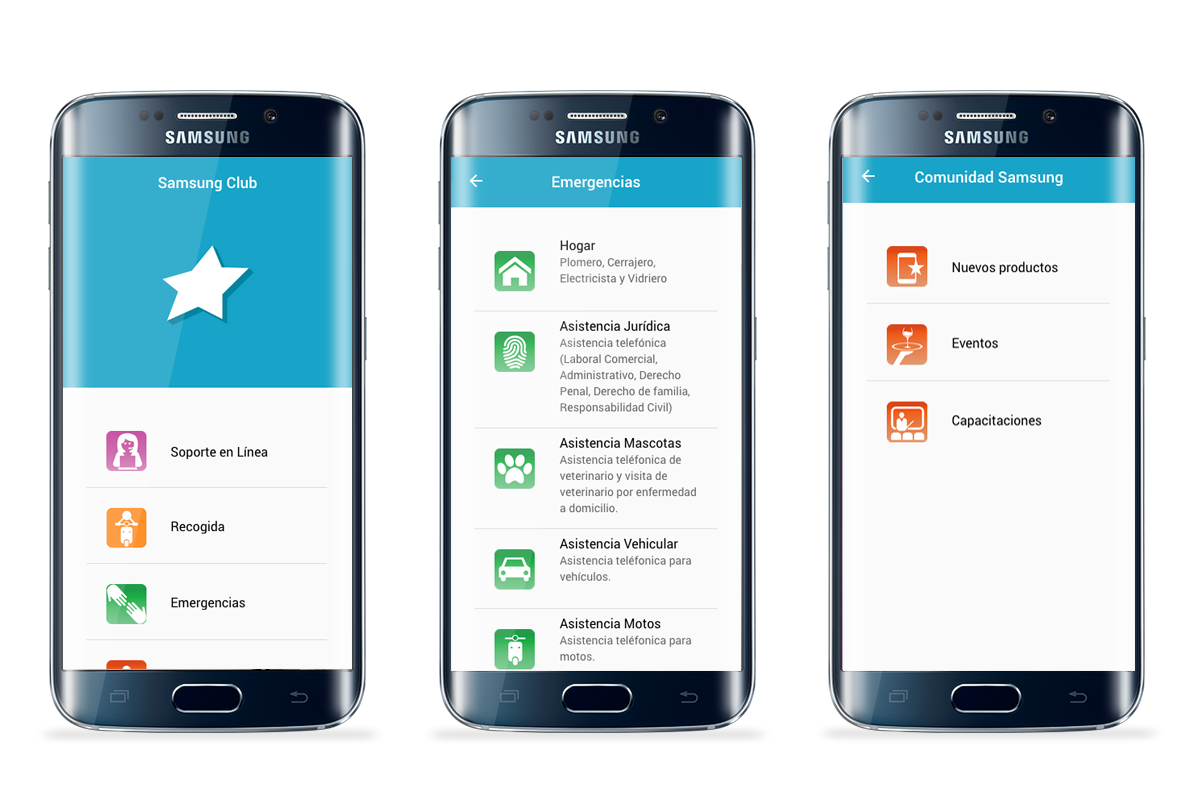 SAMSUNG
Samsung Club
Soporte en Línea
Recogida
Emergencias
SAMSUNG
Emergencias
Hogar
Plomero, Cerrajero,
Electricista y Vidriero
Asistencia Jurídica
Asistencia telefónica
(Laboral Comercial,
Administrativo, Derecho
Penal, Derecho de familia,
Responsabilidad Civil)
Asistencia Mascotas
Asistencia teléfonica de
veterinario y visita de
veterinario por enfermedad
a domicilio.
Asistencia Vehicular
Asistencia teléfonica para
vehículos.
Asistencia Motos
Asistencia teléfonica para
motos.
SAMSUNG
Comunidad Samsung
Nuevos productos
Eventos
Capacitaciones